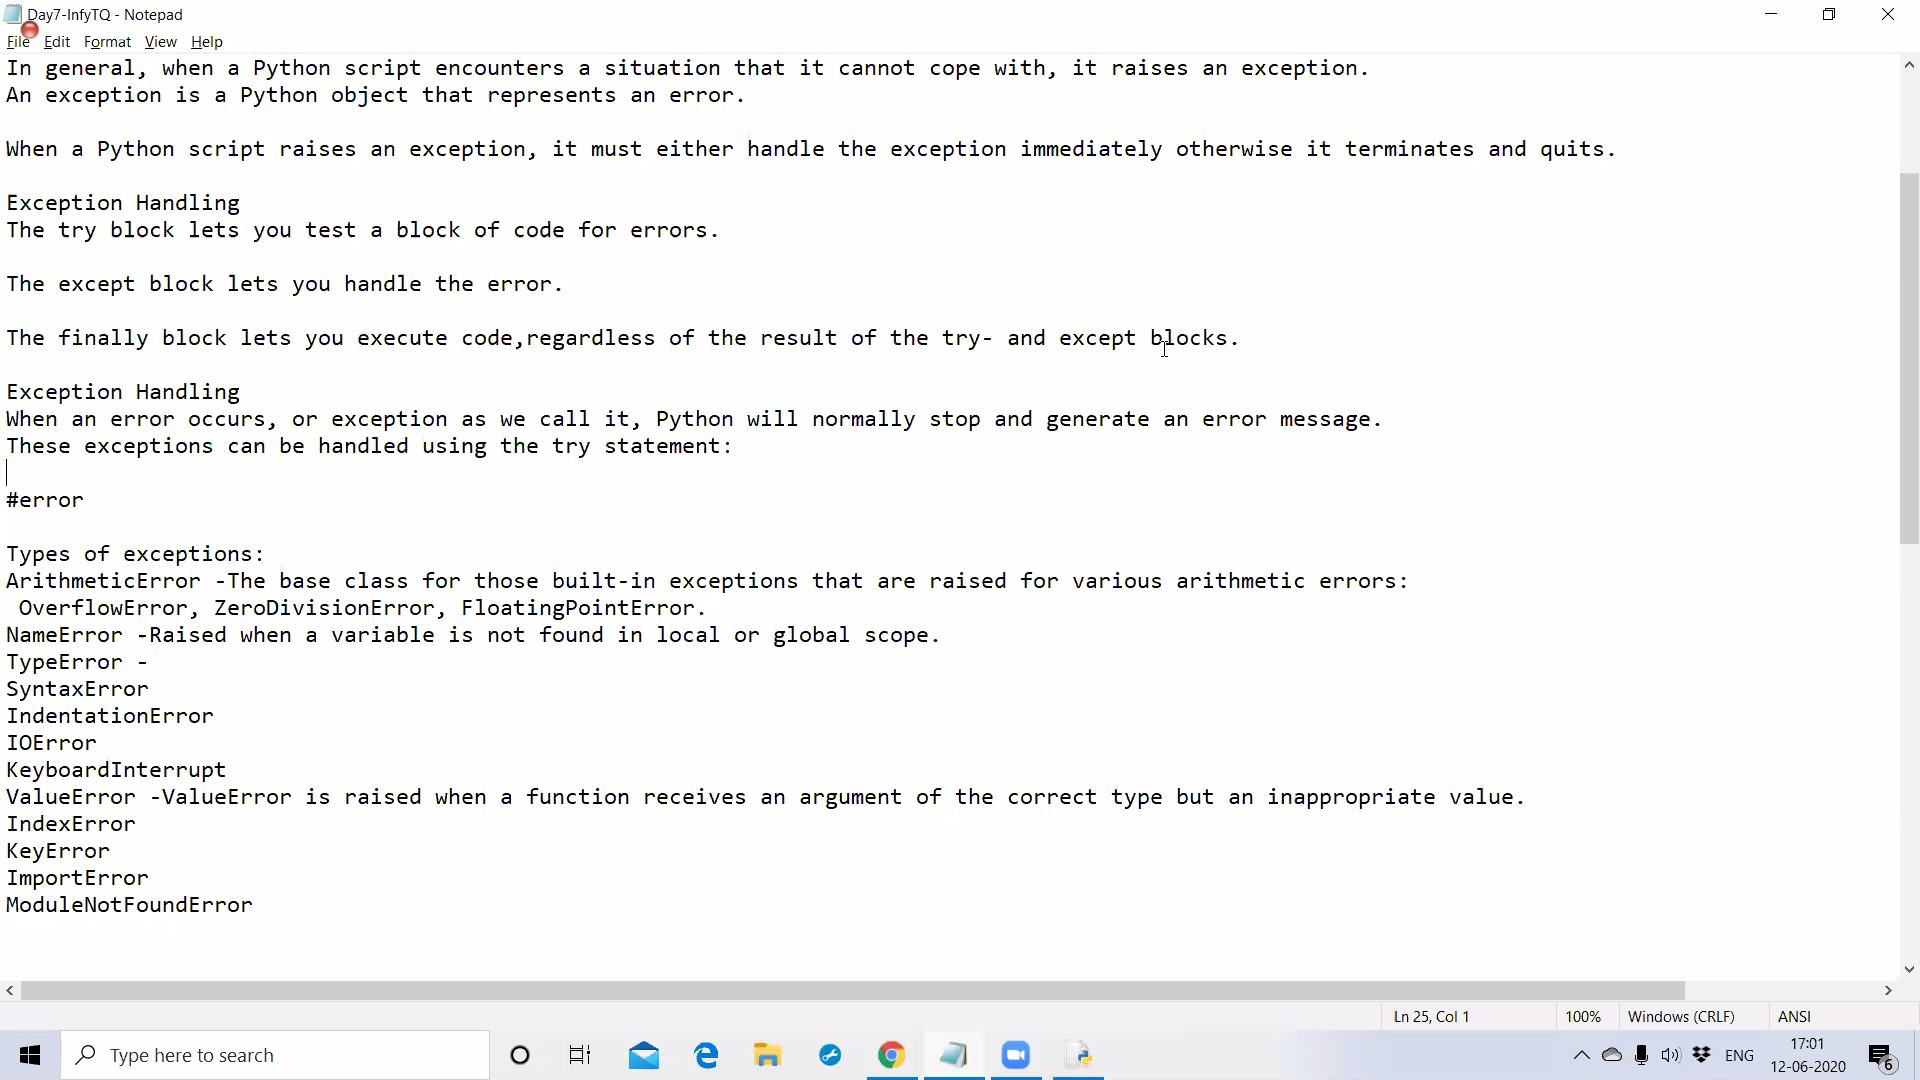 Day7-InfyTQ - Notepad
File Edit Format View Help
In general, when a Python script encounters a situation that it cannot cope with, it raises an exception.
An exception is a Python object that represents an error.
When a Python script raises an exception, it must either handle the exception immediately otherwise it terminates and quits.
Exception Handling
The try block lets you test a block of code for errors.
The except block lets you handle the error.
The finally block lets you execute code,regardless of the result of the try- and except blocks.
Exception Handling
When an error occurs, or exception as we call it, Python will normally stop and generate an error message.
These exceptions can be handled using the try statement:
#error
Types of exceptions:
ArithmeticError -The base class for those built-in exceptions that are raised for various arithmetic errors:
OverflowError, ZeroDivisionError, FloatingPointError.
NameError -Raised when a variable is not found in local or global scope.
TypeError -
SyntaxError
IndentationError
IOError
KeyboardInterrupt
ValueError -ValueError is raised when a function receives an argument of the correct type but an inappropriate value.
IndexError
KeyError
ImportError
ModuleNotFoundError
Ln 25, Col 1 100% Windows (CRLF) ANSI
Type here to search
ENG
17:01
12-06-2020
6